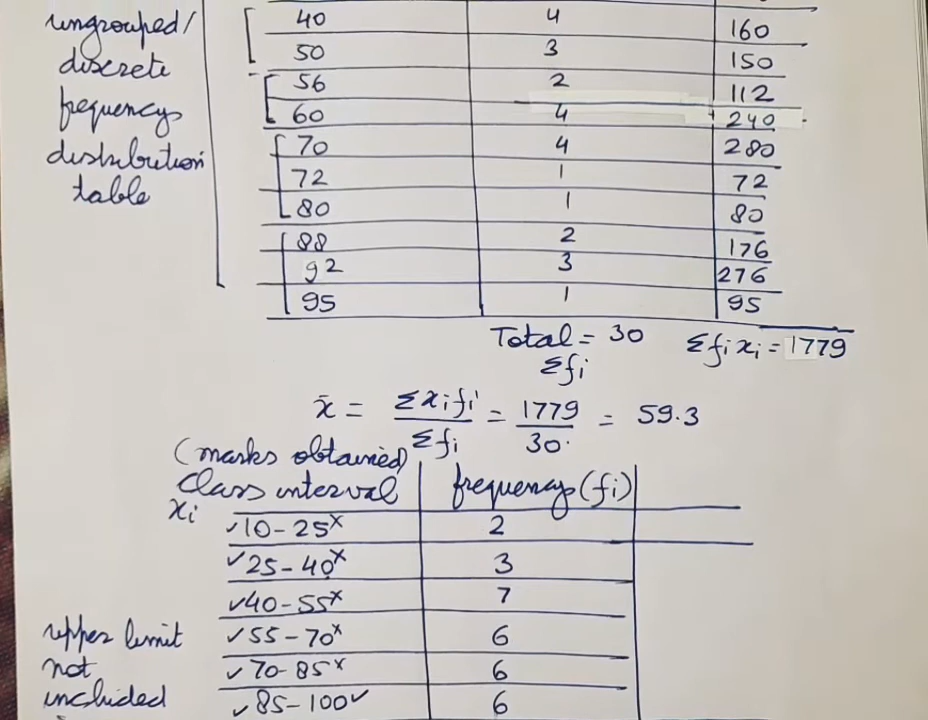 ungrouped/
discrete
frequency
distribution
table
40 4 160
50 3 150
56 2 112
60 4 240
70 4 280
72 1 72
80 1 80
88 2 176
92 3 276
95 1 95
Total = 30 Σfixi = 1779
Σfi
x̄ = Σxifi / Σfi = 1779 / 30 = 59.3
(marks obtained)
class interval frequency (fi)
xi
✓10-25× 2
✓25-40× 3
✓40-55× 7
✓55-70× 6
✓70-85× 6
✓85-100✓ 6
upper limit
not
included